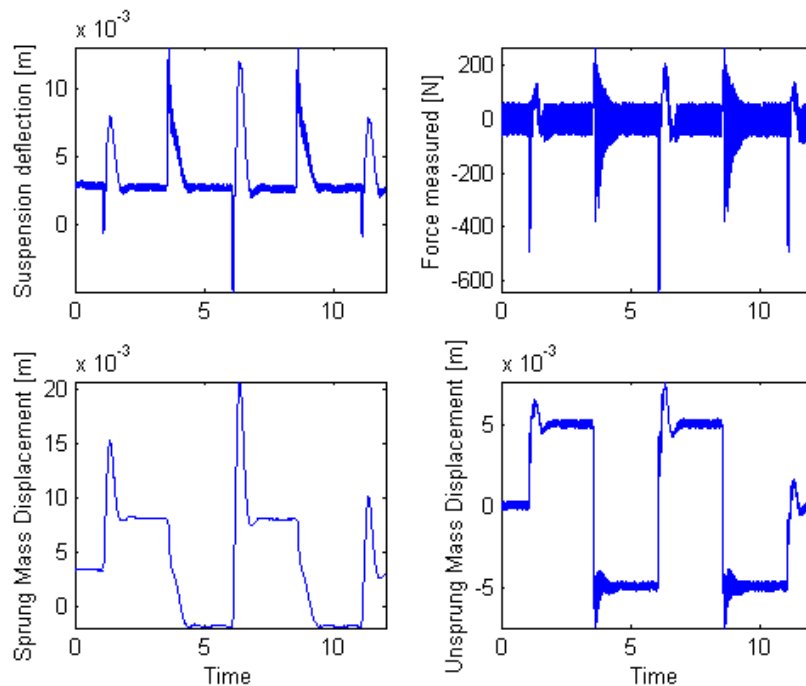 x 10⁻³
Suspension deflection [m]
10
5
0
0 5 10
Force measured [N]
200
0
-200
-400
-600
0 5 10
x 10⁻³
Sprung Mass Displacement [m]
20
15
10
5
0
0 5 10
Time
x 10⁻³
Unsprung Mass Displacement [m]
5
0
-5
0 5 10
Time